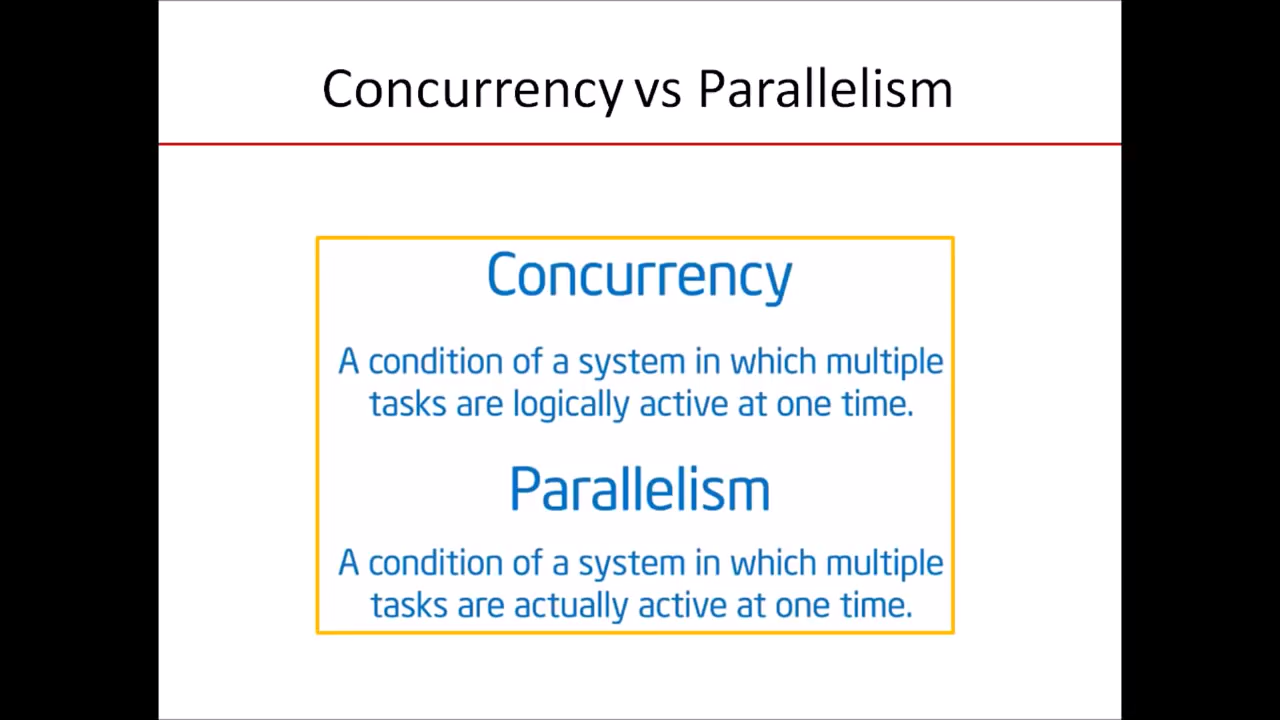 Concurrency vs Parallelism
Concurrency
A condition of a system in which multiple
tasks are logically active at one time.
Parallelism
A condition of a system in which multiple
tasks are actually active at one time.